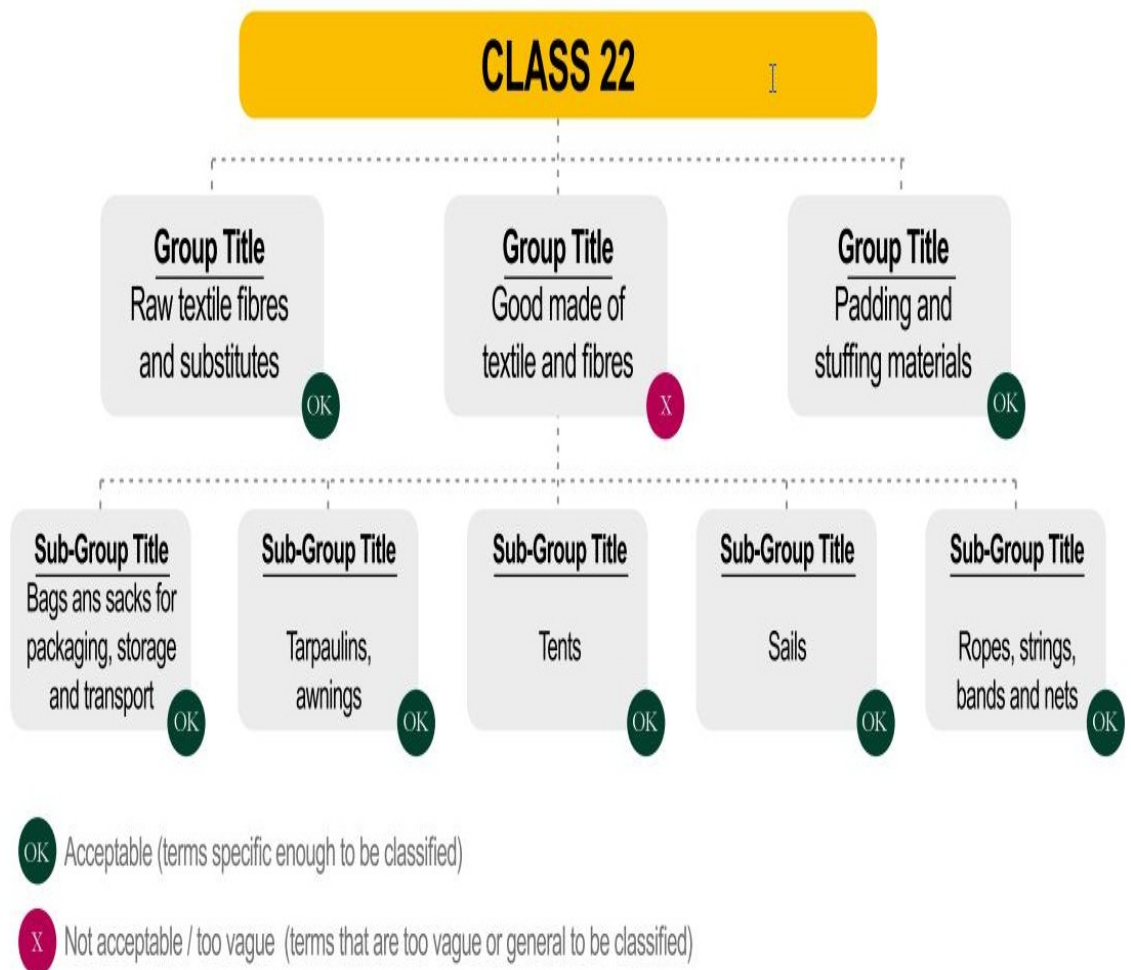 CLASS 22
Group Title
Raw textile fibres
and substitutes
OK
Group Title
Good made of
textile and fibres
X
Group Title
Padding and
stuffing materials
OK
Sub-Group Title
Bags ans sacks for
packaging, storage
and transport
OK
Sub-Group Title
Tarpaulins,
awnings
OK
Sub-Group Title
Tents
OK
Sub-Group Title
Sails
OK
Sub-Group Title
Ropes, strings,
bands and nets
OK
OK Acceptable (terms specific enough to be classified)
X Not acceptable / too vague (terms that are too vague or general to be classified)